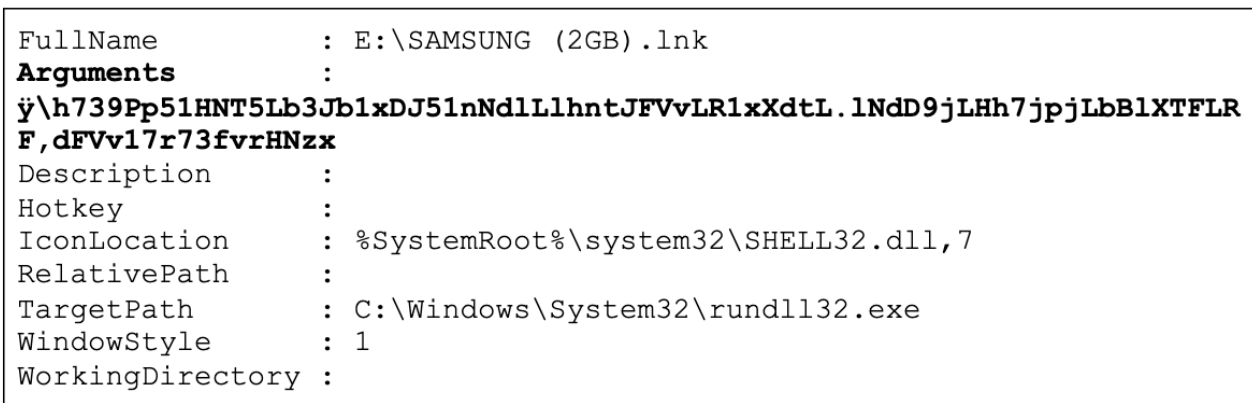 FullName : E:\SAMSUNG (2GB).lnk
Arguments :
ÿ\h739Pp51HNT5Lb3Jb1xDJ51nNdlLlhntJFVvLR1xXdtL.lNdD9jLHh7jpjLbBlXTFLR
F,dFVv17r73fvrHNzx
Description :
Hotkey :
IconLocation : %SystemRoot%\system32\SHELL32.dll,7
RelativePath :
TargetPath : C:\Windows\System32\rundll32.exe
WindowStyle : 1
WorkingDirectory :